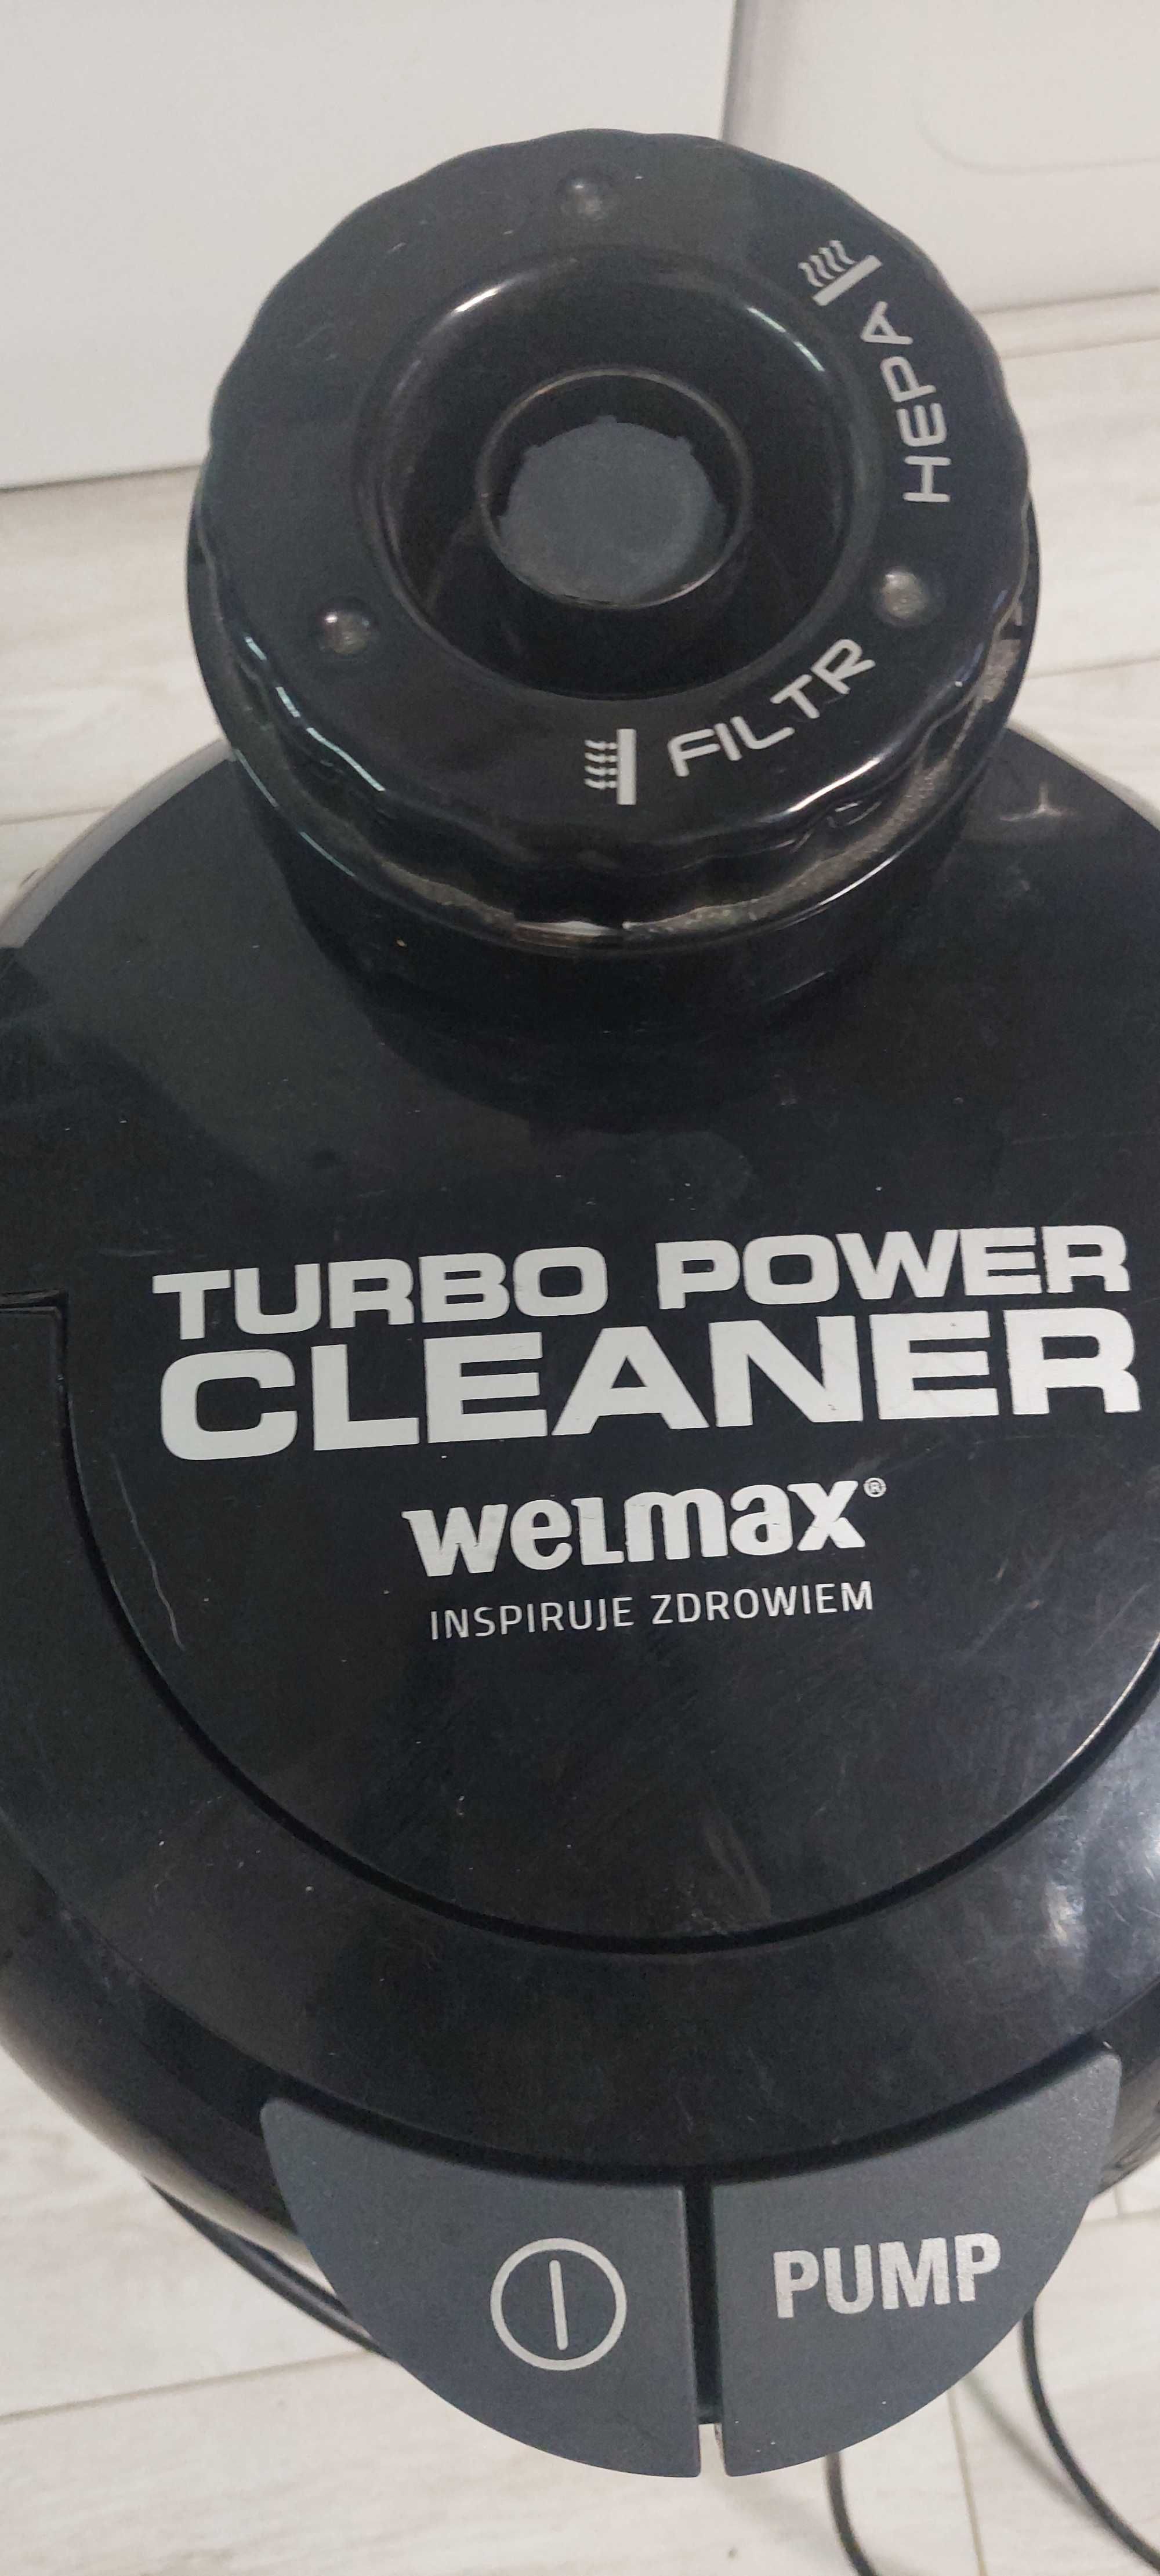 HEPA
FILTR
TURBO POWER
CLEANER
welmax®
INSPIRUJE ZDROWIEM
PUMP